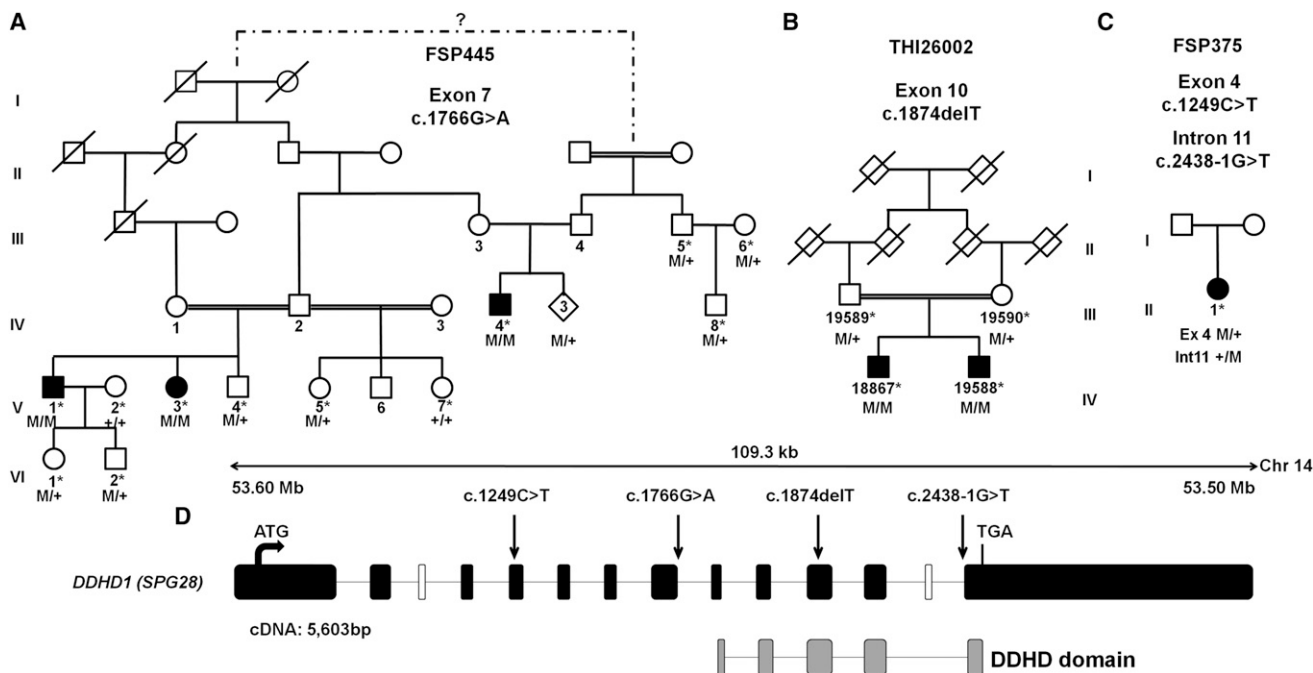 A
?
FSP445
Exon 7
c.1766G>A
I
II
III
3
4
5*
6*
M/+
M/+
IV
1
2
3
4*
3
8*
M/M
M/+
M/+
V
1*
2*
3*
4*
5*
6
7*
M/M
+/+
M/M
M/+
M/+
+/+
VI
1*
2*
M/+
M/+
B
THI26002
Exon 10
c.1874delT
I
II
19589*
19590*
III
M/+
M/+
18867*
19588*
IV
M/M
M/M
C
FSP375
Exon 4
c.1249C>T
Intron 11
c.2438-1G>T
I
II
1*
Ex 4 M/+
Int11 +/M
109.3 kb
Chr 14
53.60 Mb
53.50 Mb
D
c.1249C>T
c.1766G>A
c.1874delT
c.2438-1G>T
ATG
TGA
DDHD1 (SPG28)
cDNA: 5,603bp
DDHD domain